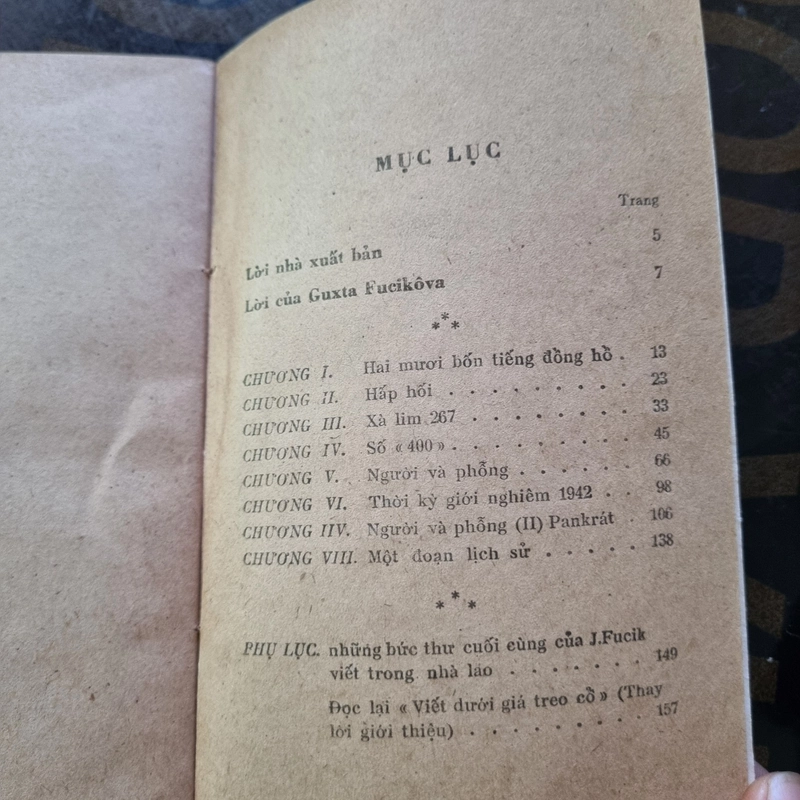 MỤC LỤC
Trang
Lời nhà xuất bản 5
Lời của Guxta Fucikôva 7
***
CHƯƠNG I. Hai mươi bốn tiếng đồng hồ . 13
CHƯƠNG II. Hấp hối . . . . . . . . . 23
CHƯƠNG III. Xà lim 267 . . . . . . . . 33
CHƯƠNG IV. Số « 400 » . . . . . . . . . 45
CHƯƠNG V. Người và phỗng . . . . . . 66
CHƯƠNG VI. Thời kỳ giới nghiêm 1942 . . 98
CHƯƠNG IIV. Người và phỗng (II) Pankrát . 106
CHƯƠNG VIII. Một đoạn lịch sử . . . . . 138
***
PHỤ LỤC. những bức thư cuối cùng của J.Fucik
viết trong nhà lao . . . . . . . 149
Đọc lại « Viết dưới giá treo cổ » (Thay
lời giới thiệu) . . . . . . . . . 157